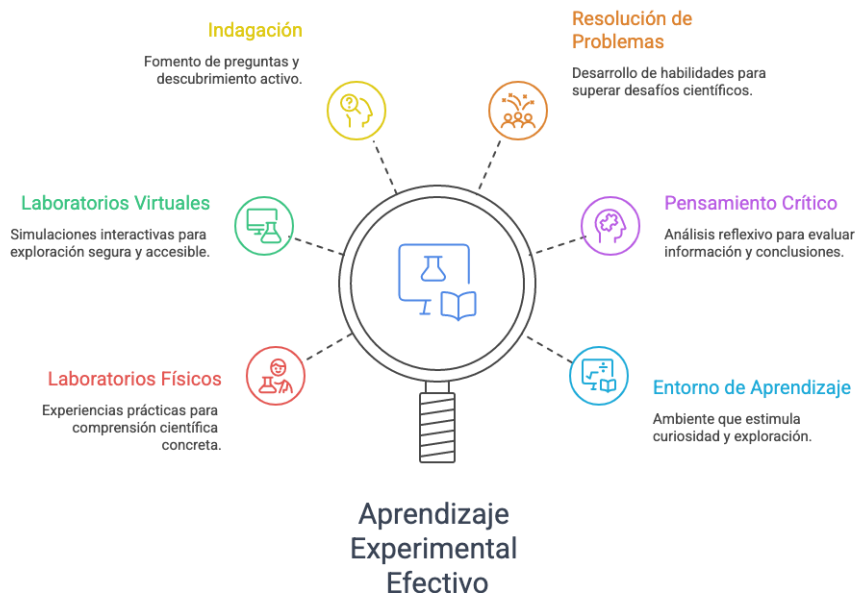 Indagación
Fomento de preguntas y
descubrimiento activo.
Resolución de
Problemas
Desarrollo de habilidades para
superar desafíos científicos.
Laboratorios Virtuales
Simulaciones interactivas para
exploración segura y accesible.
Pensamiento Crítico
Análisis reflexivo para evaluar
información y conclusiones.
Laboratorios Físicos
Experiencias prácticas para
comprensión científica
concreta.
Entorno de Aprendizaje
Ambiente que estimula
curiosidad y exploración.
Aprendizaje
Experimental
Efectivo